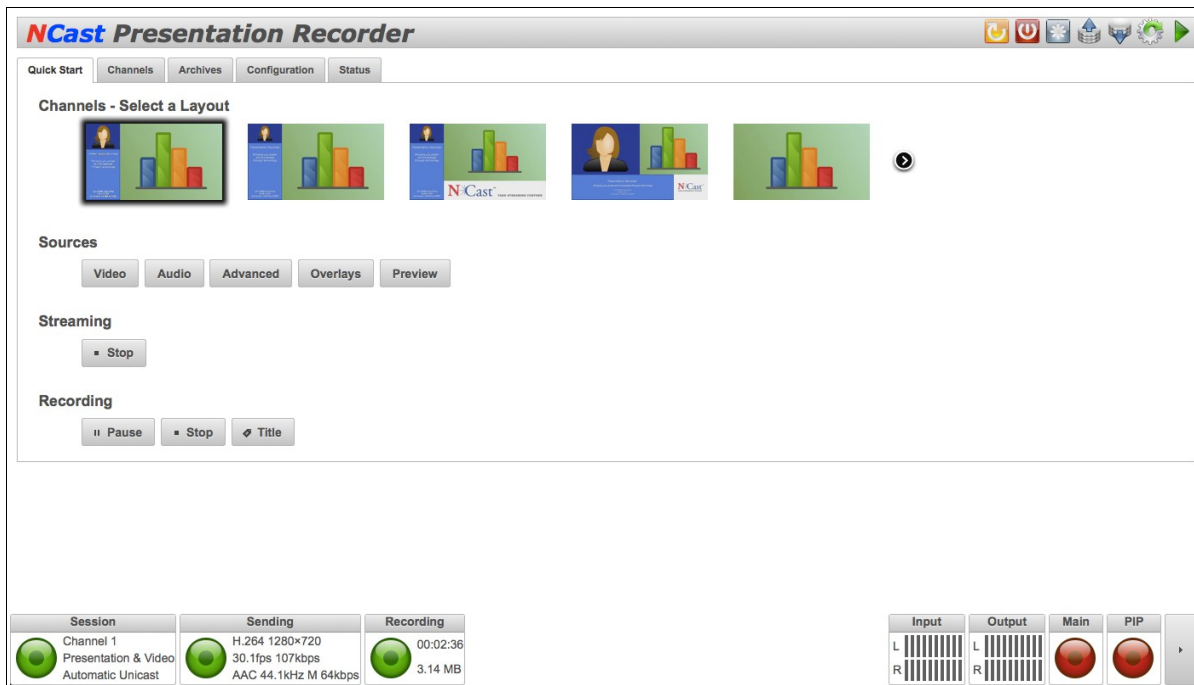 NCast Presentation Recorder
Quick Start
Channels
Archives
Configuration
Status
Channels - Select a Layout
N Cast
N Cast
Sources
Video
Audio
Advanced
Overlays
Preview
Streaming
Stop
Recording
Pause
Stop
Title
Session
Channel 1
Presentation & Video
Automatic Unicast
Sending
H.264 1280×720
30.1fps 107kbps
AAC 44.1kHz M 64kbps
Recording
00:02:36
3.14 MB
Input
L
R
Output
L
R
Main
PIP